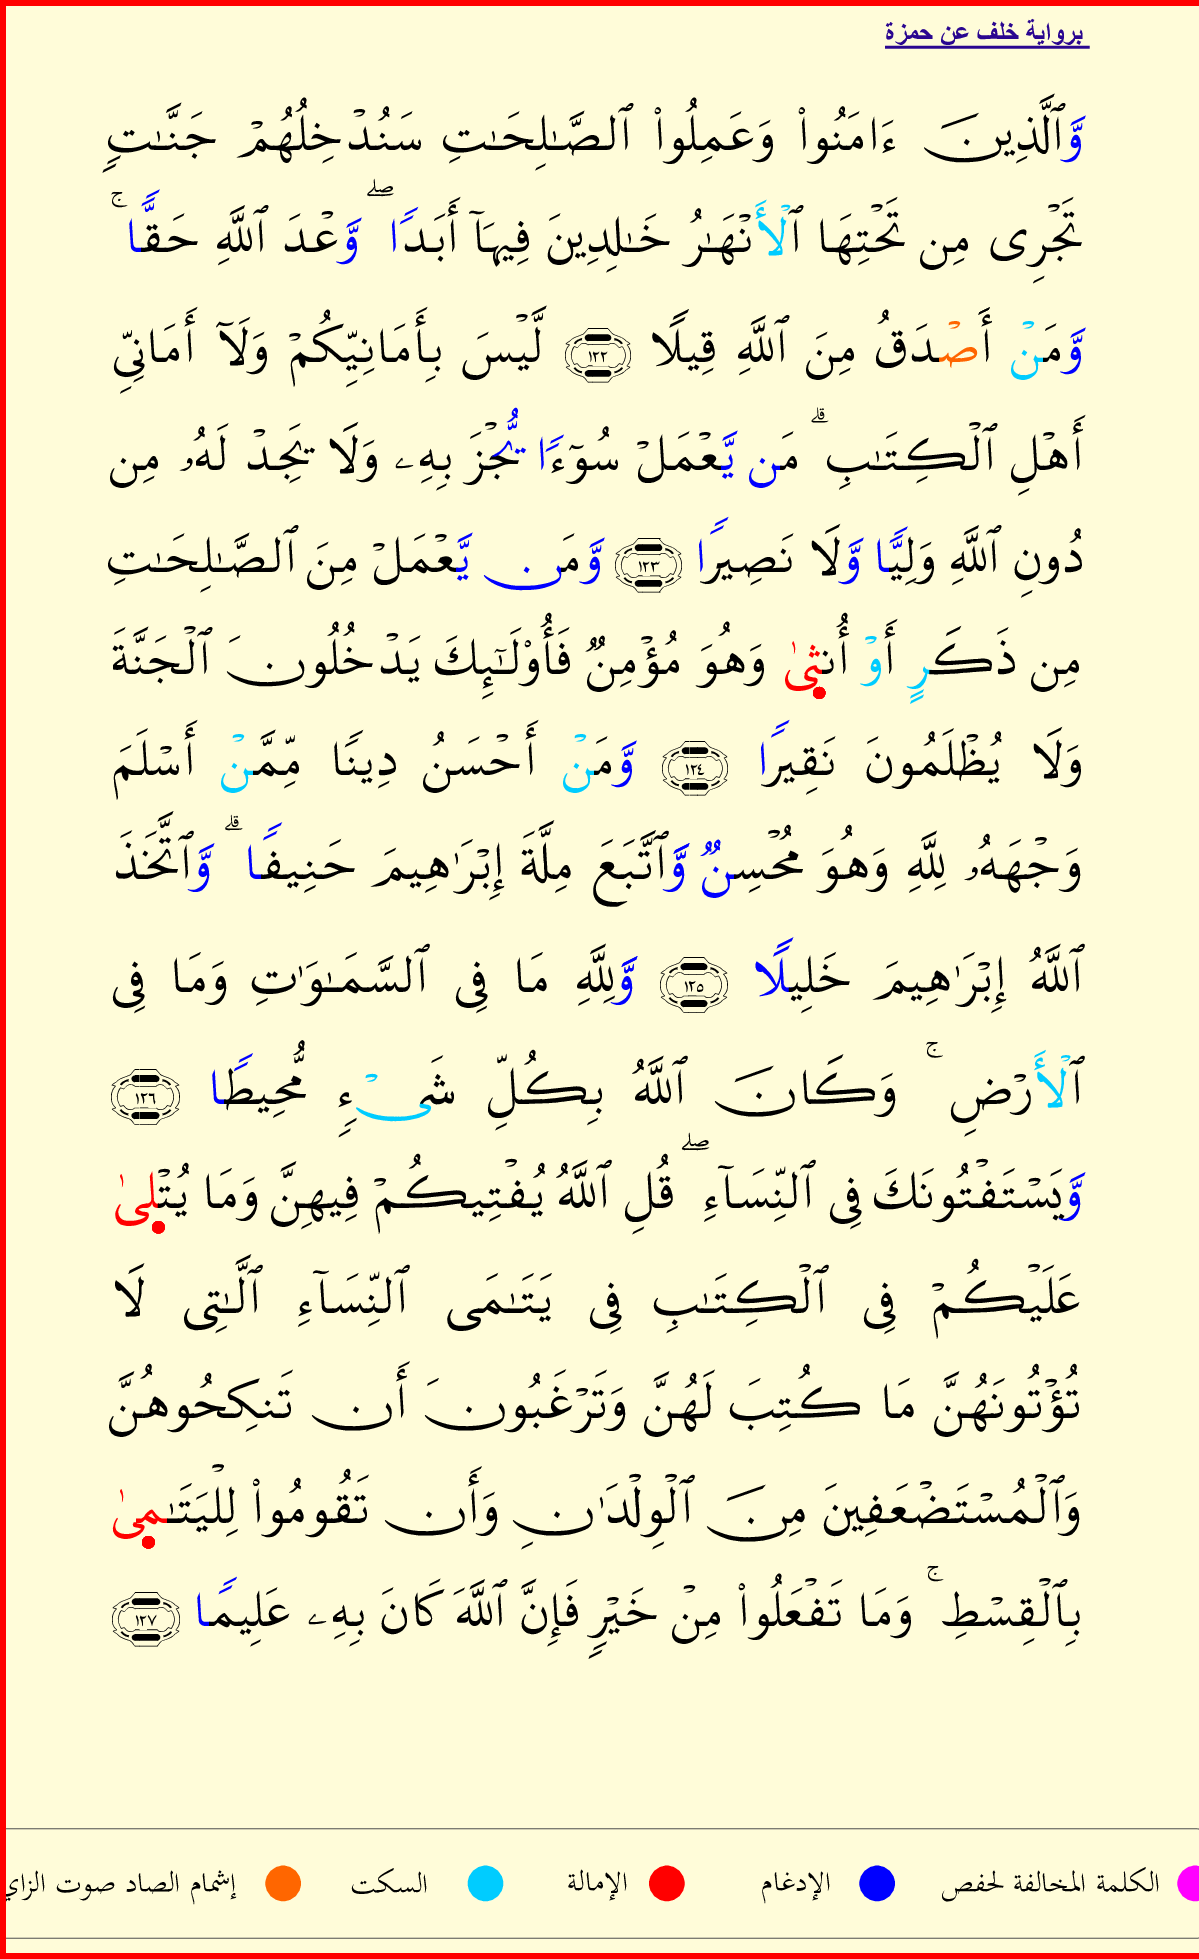 برواية خلف عن حمزة
وَّٱلَّذِينَ ءَامَنُواْ وَعَمِلُواْ ٱلصَّـٰلِحَـٰتِ سَنُدۡخِلُهُمۡ جَنَّـٰتٍ
تَجۡرِى مِن تَحۡتِهَا ٱلۡأَنۡهَـٰرُ خَـٰلِدِينَ فِيهَآ أَبَدًا ۖ وَّعۡدَ ٱللَّهِ حَقًّا ۚ
وَّمَنۡ أَصۡدَقُ مِنَ ٱللَّهِ قِيلًا ١٢٢ لَّيۡسَ بِأَمَانِيِّكُمۡ وَلَآ أَمَانِىِّ
أَهۡلِ ٱلۡكِتَـٰبِ ۗ مَن يَّعۡمَلۡ سُوٓءًا يُّجۡزَ بِهِۦ وَلَا يَجِدۡ لَهُۥ مِن
دُونِ ٱللَّهِ وَلِيًّا وَّلَا نَصِيرًا ١٢٣ وَّمَن يَّعۡمَلۡ مِنَ ٱلصَّـٰلِحَـٰتِ
مِن ذَكَرٍ أَوۡ أُنثىٰ وَهُوَ مُؤۡمِنٌ فَأُوْلَـٰٓئِكَ يَدۡخُلُونَ ٱلۡجَنَّةَ
وَلَا يُظۡلَمُونَ نَقِيرًا ١٢٤ وَّمَنۡ أَحۡسَنُ دِينًا مِّمَّنۡ أَسۡلَمَ
وَجۡهَهُۥ لِلَّهِ وَهُوَ مُحۡسِنٌ وَّٱتَّبَعَ مِلَّةَ إِبۡرَٰهِيمَ حَنِيفًا ۗ وَّٱتَّخَذَ
ٱللَّهُ إِبۡرَٰهِيمَ خَلِيلًا ١٢٥ وَّلِلَّهِ مَا فِى ٱلسَّمَـٰوَٰتِ وَمَا فِى
ٱلۡأَرۡضِ ۚ وَكَانَ ٱللَّهُ بِكُلِّ شَىۡءٍ مُّحِيطًا ١٢٦
وَّيَسۡتَفۡتُونَكَ فِى ٱلنِّسَآءِ ۖ قُلِ ٱللَّهُ يُفۡتِيكُمۡ فِيهِنَّ وَمَا يُتۡلىٰ
عَلَيۡكُمۡ فِى ٱلۡكِتَـٰبِ فِى يَتَـٰمَى ٱلنِّسَآءِ ٱلَّـٰتِى لَا
تُؤۡتُونَهُنَّ مَا كُتِبَ لَهُنَّ وَتَرۡغَبُونَ أَن تَنكِحُوهُنَّ
وَٱلۡمُسۡتَضۡعَفِينَ مِنَ ٱلۡوِلۡدَٰنِ وَأَن تَقُومُواْ لِلۡيَتَـٰمىٰ
بِٱلۡقِسۡطِ ۚ وَمَا تَفۡعَلُواْ مِنۡ خَيۡرٍ فَإِنَّ ٱللَّهَ كَانَ بِهِۦ عَلِيمًا ١٢٧
الكلمة المخالفة لحفص الإدغام الإمالة السكت إشمام الصاد صوت الزاي